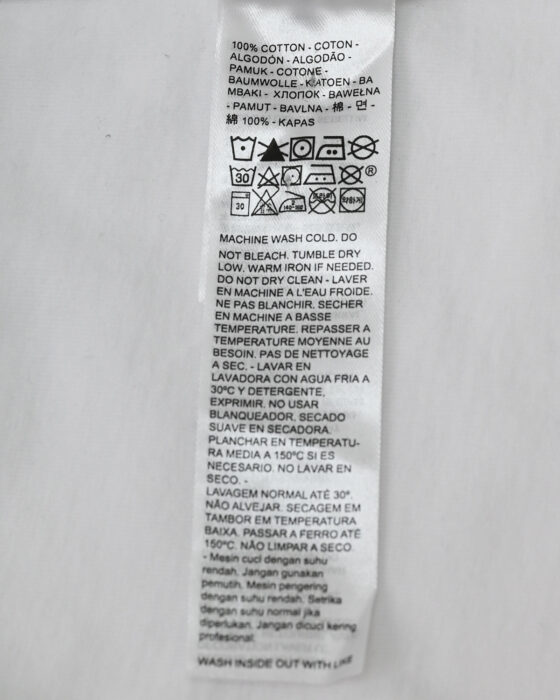 100% COTTON - COTON -
ALGODÓN - ALGODÃO -
PAMUK - COTONE -
BAUMWOLLE - KATOEN - BA
MBAKI - ХЛОПОК - BAWEŁNA
- PAMUT - BAVLNA - 棉 - 면 -
綿 100% - KAPAS
30 ®
30
MACHINE WASH COLD. DO
NOT BLEACH. TUMBLE DRY
LOW. WARM IRON IF NEEDED.
DO NOT DRY CLEAN - LAVER
EN MACHINE A L'EAU FROIDE.
NE PAS BLANCHIR. SECHER
EN MACHINE A BASSE
TEMPERATURE. REPASSER A
TEMPERATURE MOYENNE AU
BESOIN. PAS DE NETTOYAGE
A SEC. - LAVAR EN
LAVADORA CON AGUA FRIA A
30ºC Y DETERGENTE,
EXPRIMIR. NO USAR
BLANQUEADOR. SECADO
SUAVE EN SECADORA.
PLANCHAR EN TEMPERATU-
RA MEDIA A 150ºC SI ES
NECESARIO. NO LAVAR EN
SECO. -
LAVAGEM NORMAL ATÉ 30º.
NÃO ALVEJAR. SECAGEM EM
TAMBOR EM TEMPERATURA
BAIXA. PASSAR A FERRO ATÉ
150ºC. NÃO LIMPAR A SECO.
- Mesin cuci dengan suhu
rendah. Jangan gunakan
pemutih. Mesin pengering
dengan suhu rendah. Setrika
dengan suhu normal jika
diperlukan. Jangan dicuci kering
profesional.
WASH INSIDE OUT WITH LIKE